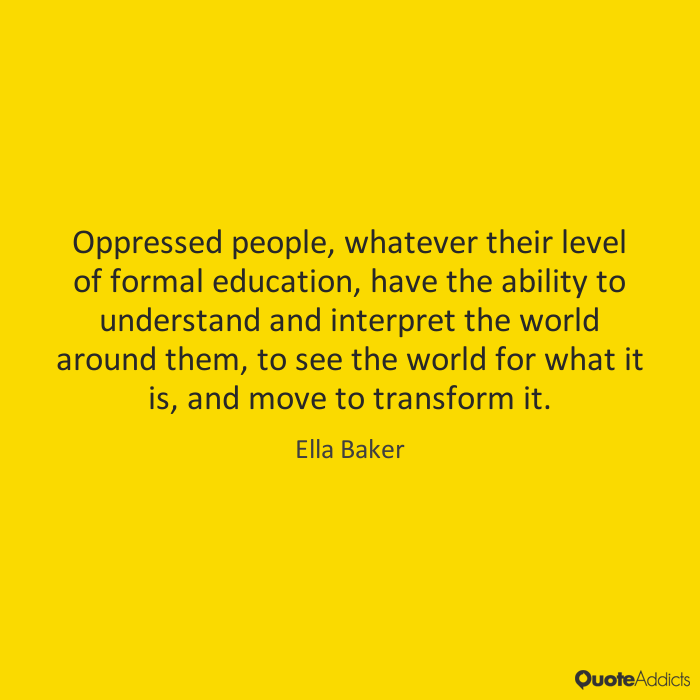 Oppressed people, whatever their level
of formal education, have the ability to
understand and interpret the world
around them, to see the world for what it
is, and move to transform it.
Ella Baker
QuoteAddicts